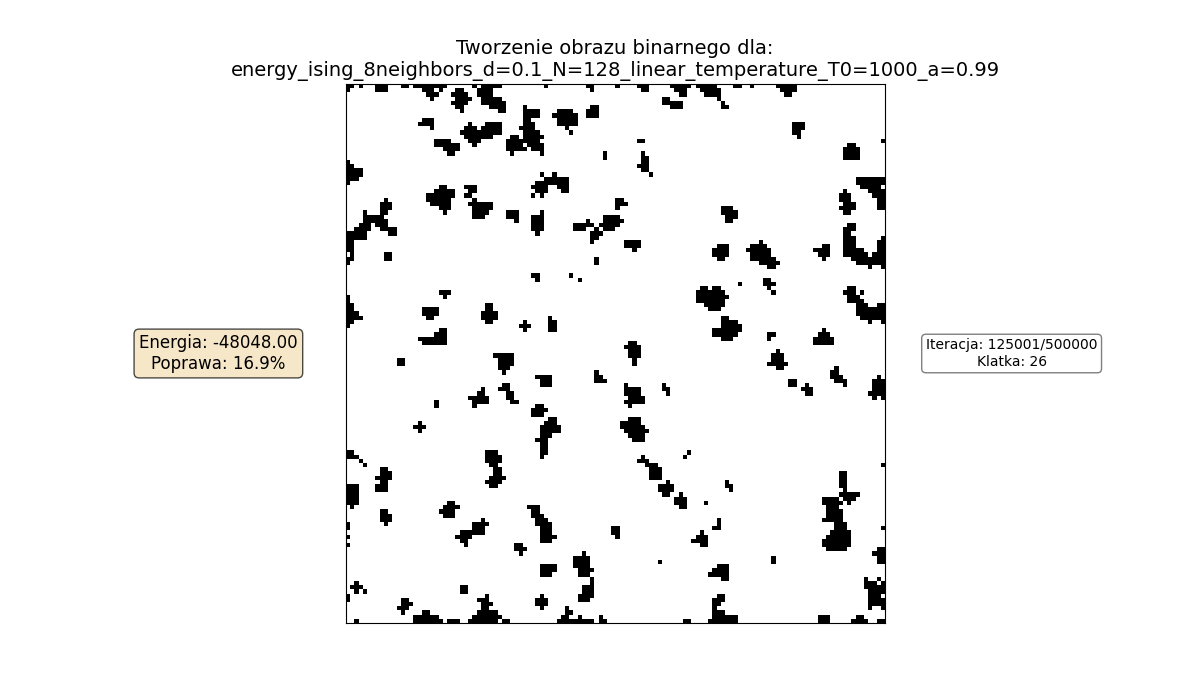 Tworzenie obrazu binarnego dla:
energy_ising_8neighbors_d=0.1_N=128_linear_temperature_T0=1000_a=0.99
Energia: -48048.00
Poprawa: 16.9%
Iteracja: 125001/500000
Klatka: 26